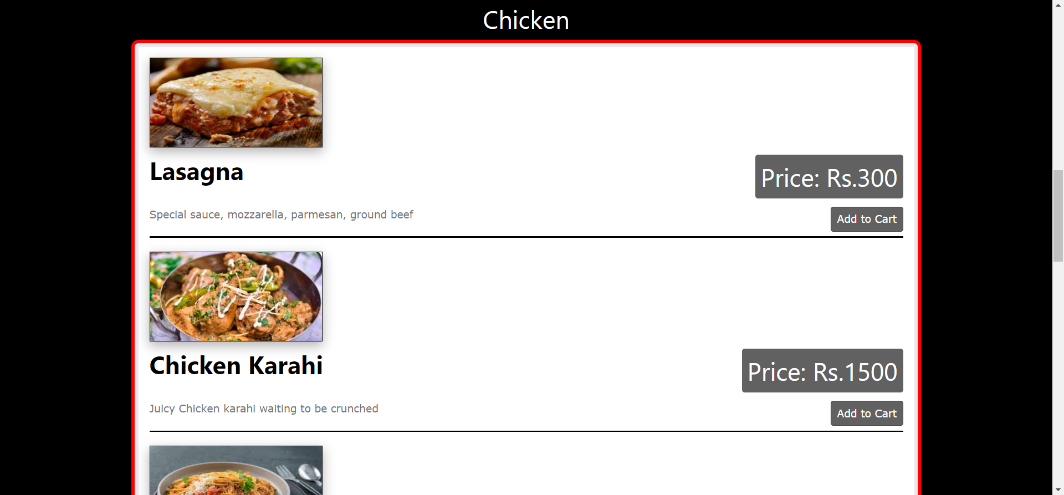 Chicken
Lasagna
Price: Rs.300
Special sauce, mozzarella, parmesan, ground beef
Add to Cart
Chicken Karahi
Price: Rs.1500
Juicy Chicken karahi waiting to be crunched
Add to Cart